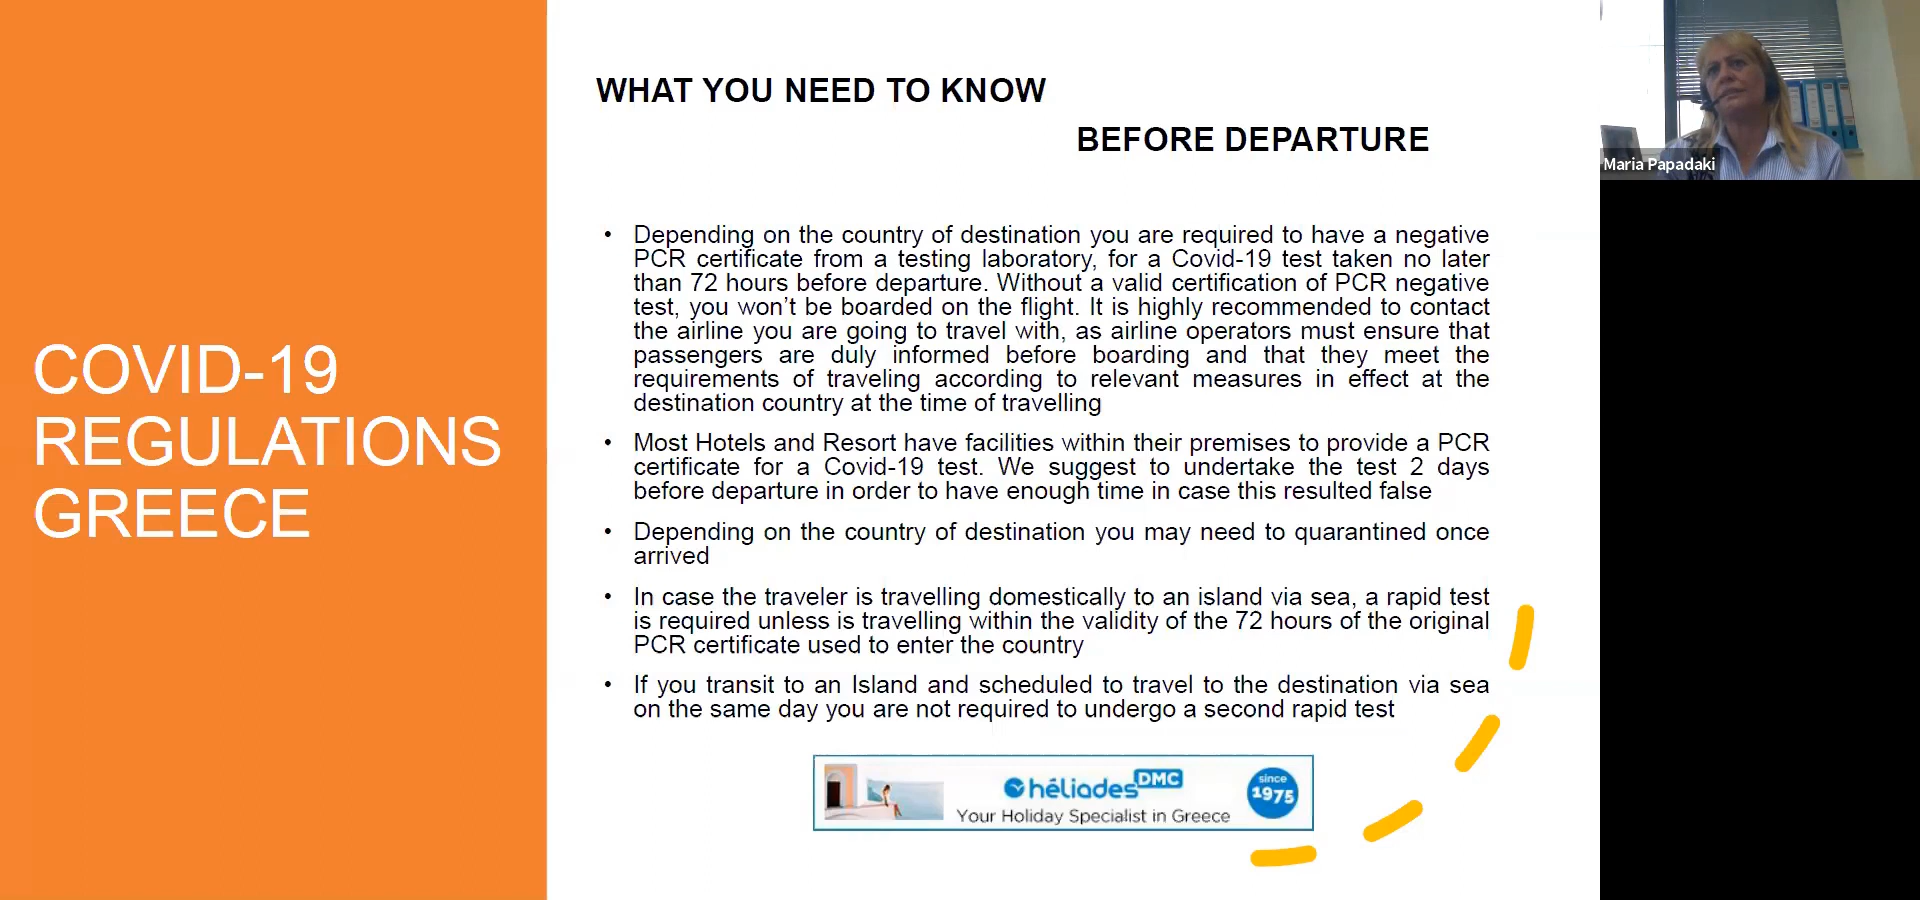 COVID-19
REGULATIONS
GREECE
WHAT YOU NEED TO KNOW
BEFORE DEPARTURE
• Depending on the country of destination you are required to have a negative
PCR certificate from a testing laboratory, for a Covid-19 test taken no later
than 72 hours before departure. Without a valid certification of PCR negative
test, you won’t be boarded on the flight. It is highly recommended to contact
the airline you are going to travel with, as airline operators must ensure that
passengers are duly informed before boarding and that they meet the
requirements of traveling according to relevant measures in effect at the
destination country at the time of travelling
• Most Hotels and Resort have facilities within their premises to provide a PCR
certificate for a Covid-19 test. We suggest to undertake the test 2 days
before departure in order to have enough time in case this resulted false
• Depending on the country of destination you may need to quarantined once
arrived
• In case the traveler is travelling domestically to an island via sea, a rapid test
is required unless is travelling within the validity of the 72 hours of the original
PCR certificate used to enter the country
• If you transit to an Island and scheduled to travel to the destination via sea
on the same day you are not required to undergo a second rapid test
héliades DMC
Your Holiday Specialist in Greece
since
1975
Maria Papadaki